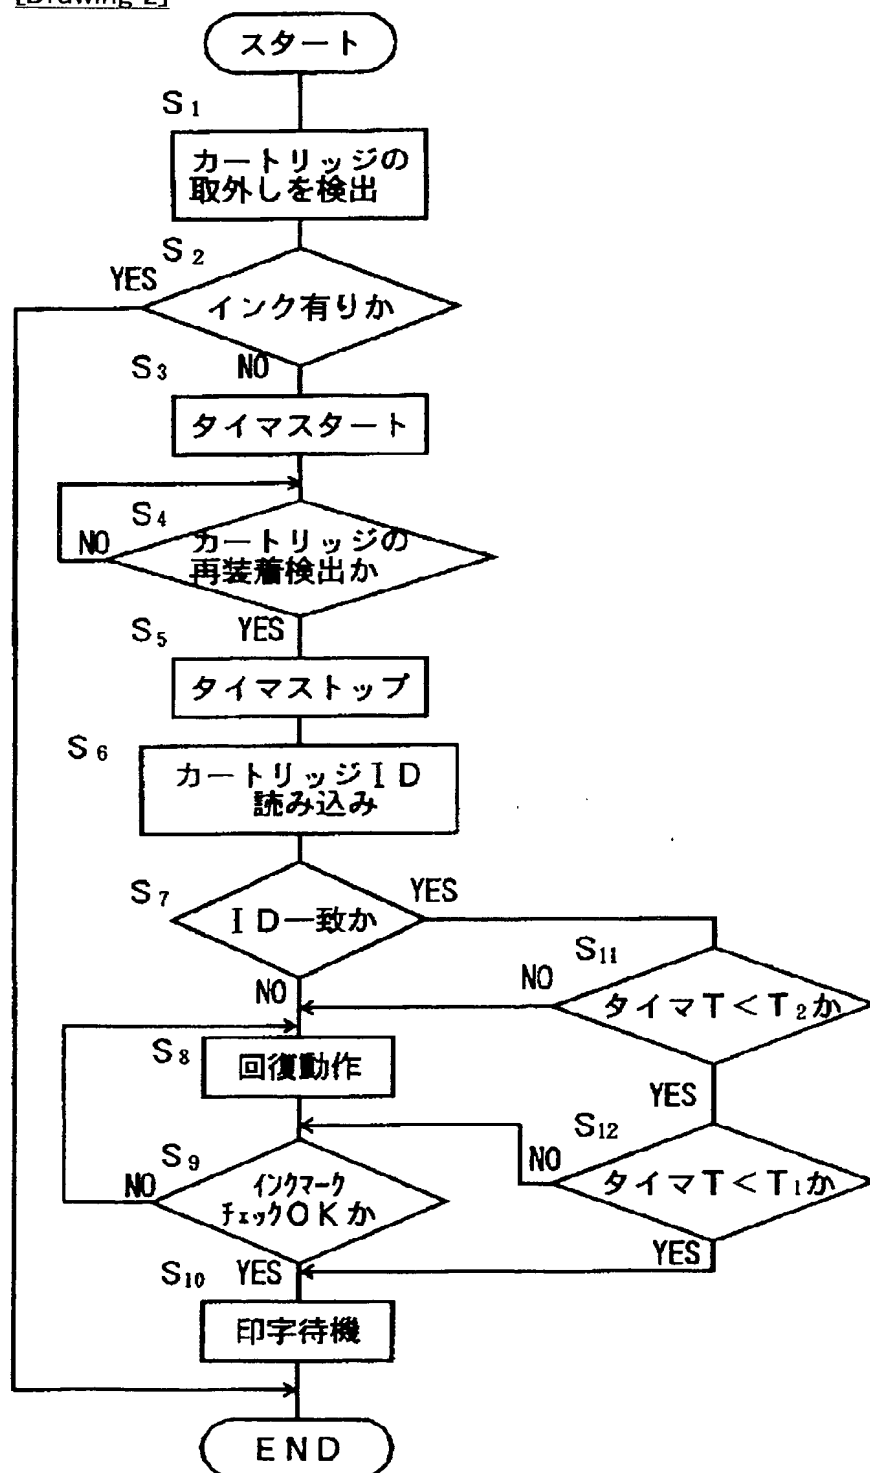 [Drawing 2]
スタート
S1
カートリッジの
取外しを検出
S2
YES
インク有りか
S3
NO
タイマスタート
S4
NO
カートリッジの
再装着検出か
S5
YES
タイマストップ
S6
カートリッジID
読み込み
S7
YES
ID一致か
NO
S11
NO
タイマT<T2か
YES
S8
回復動作
S12
NO
タイマT<T1か
YES
S9
NO
インクマーク
チェックOKか
S10
YES
印字待機
END